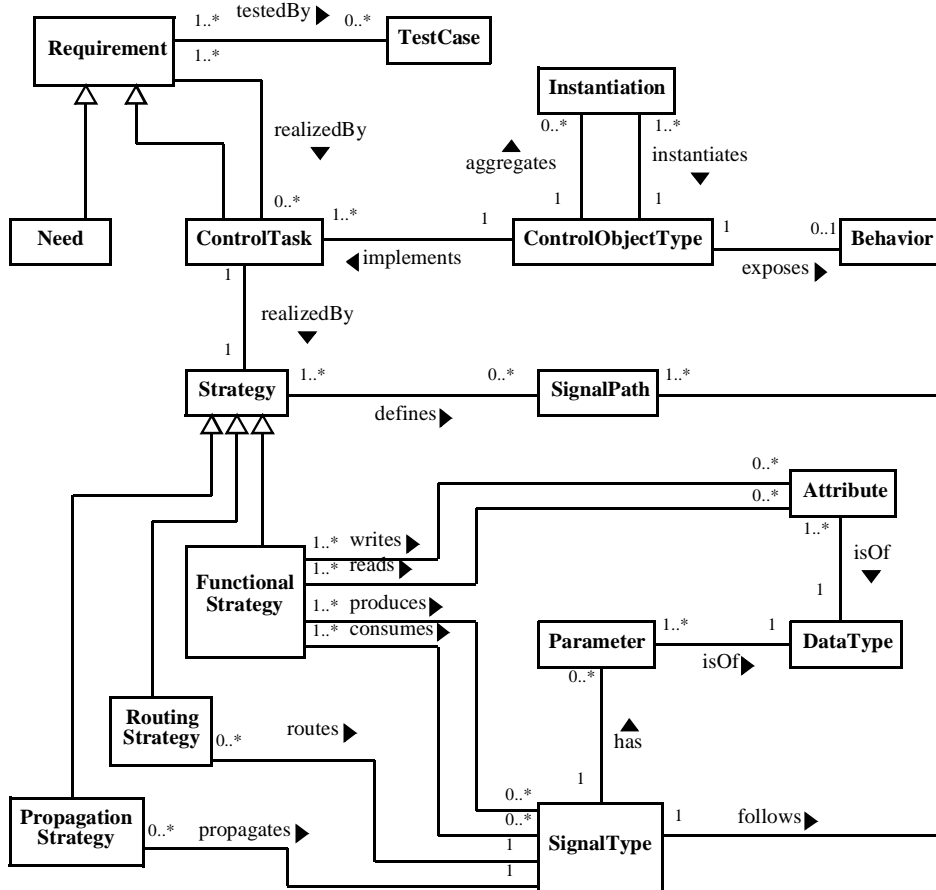 testedBy
1..*
0..*
Requirement
TestCase
1..*
Instantiation
realizedBy
0..*
1..*
aggregates
instantiates
0..*
1..*
1
1
1
1
0..1
Need
ControlTask
ControlObjectType
Behavior
implements
exposes
1
realizedBy
1
1..*
0..*
1..*
Strategy
SignalPath
defines
0..*
Attribute
0..*
1..*
1..*
writes
isOf
1..*
reads
Functional
Strategy
1..*
produces
1
1..*
consumes
Parameter
1..*
1
DataType
isOf
0..*
Routing
Strategy
0..*
routes
has
1
0..*
Propagation
Strategy
0..*
propagates
0..*
1
SignalType
1
follows
1